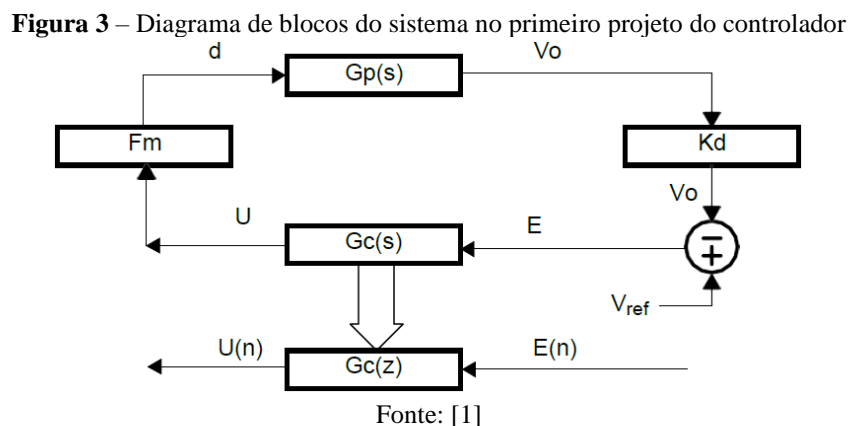 Figura 3 – Diagrama de blocos do sistema no primeiro projeto do controlador
d
Vo
Gp(s)
Fm
Kd
Vo
U
E
Gc(s)
−
+
Vref
U(n)
E(n)
Gc(z)
Fonte: [1]